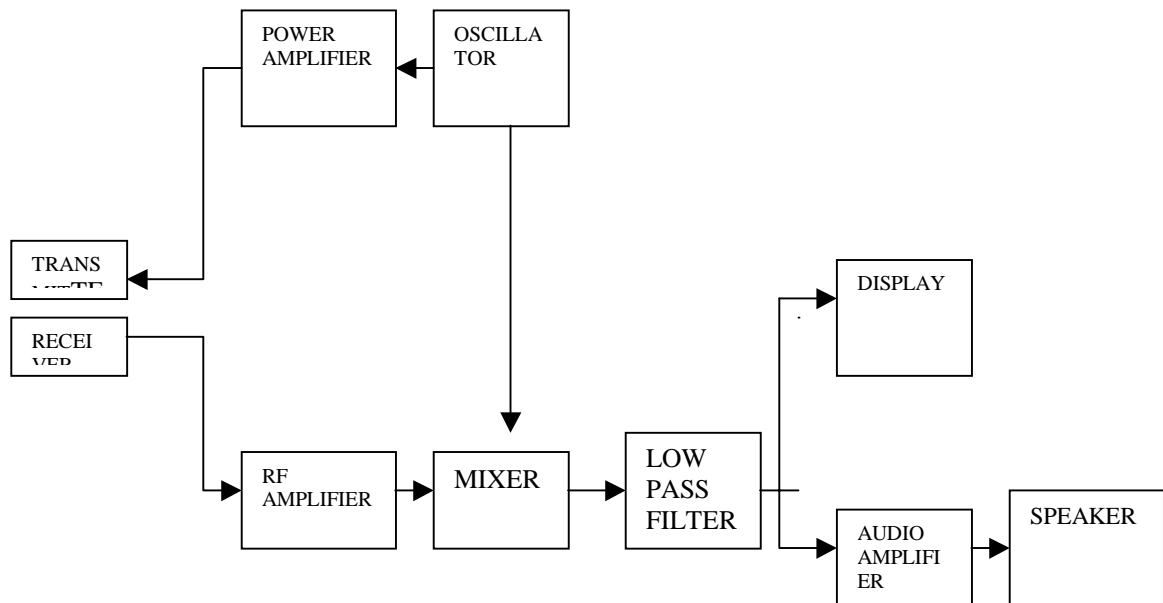 POWER
AMPLIFIER
OSCILLA
TOR
TRANS
RECEI
DISPLAY
RF
AMPLIFIER
MIXER
LOW
PASS
FILTER
AUDIO
AMPLIFI
ER
SPEAKER